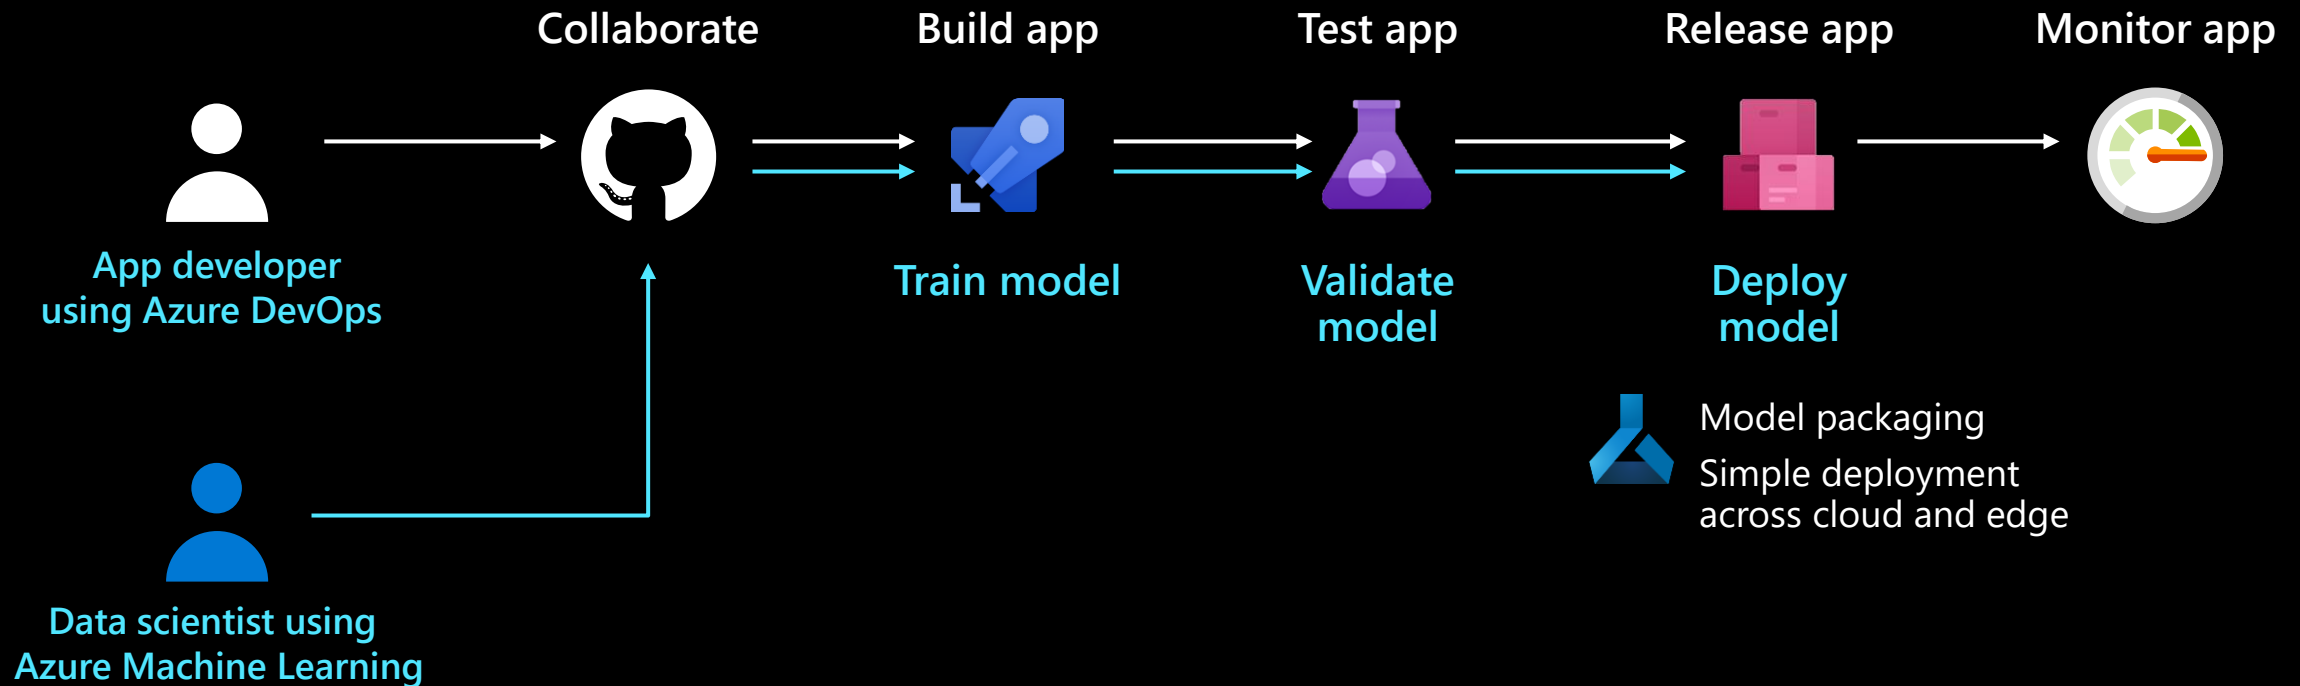 Collaborate
Build app
Test app
Release app
Monitor app
App developer
using Azure DevOps
Train model
Validate
model
Deploy
model
Model packaging
Simple deployment
across cloud and edge
Data scientist using
Azure Machine Learning